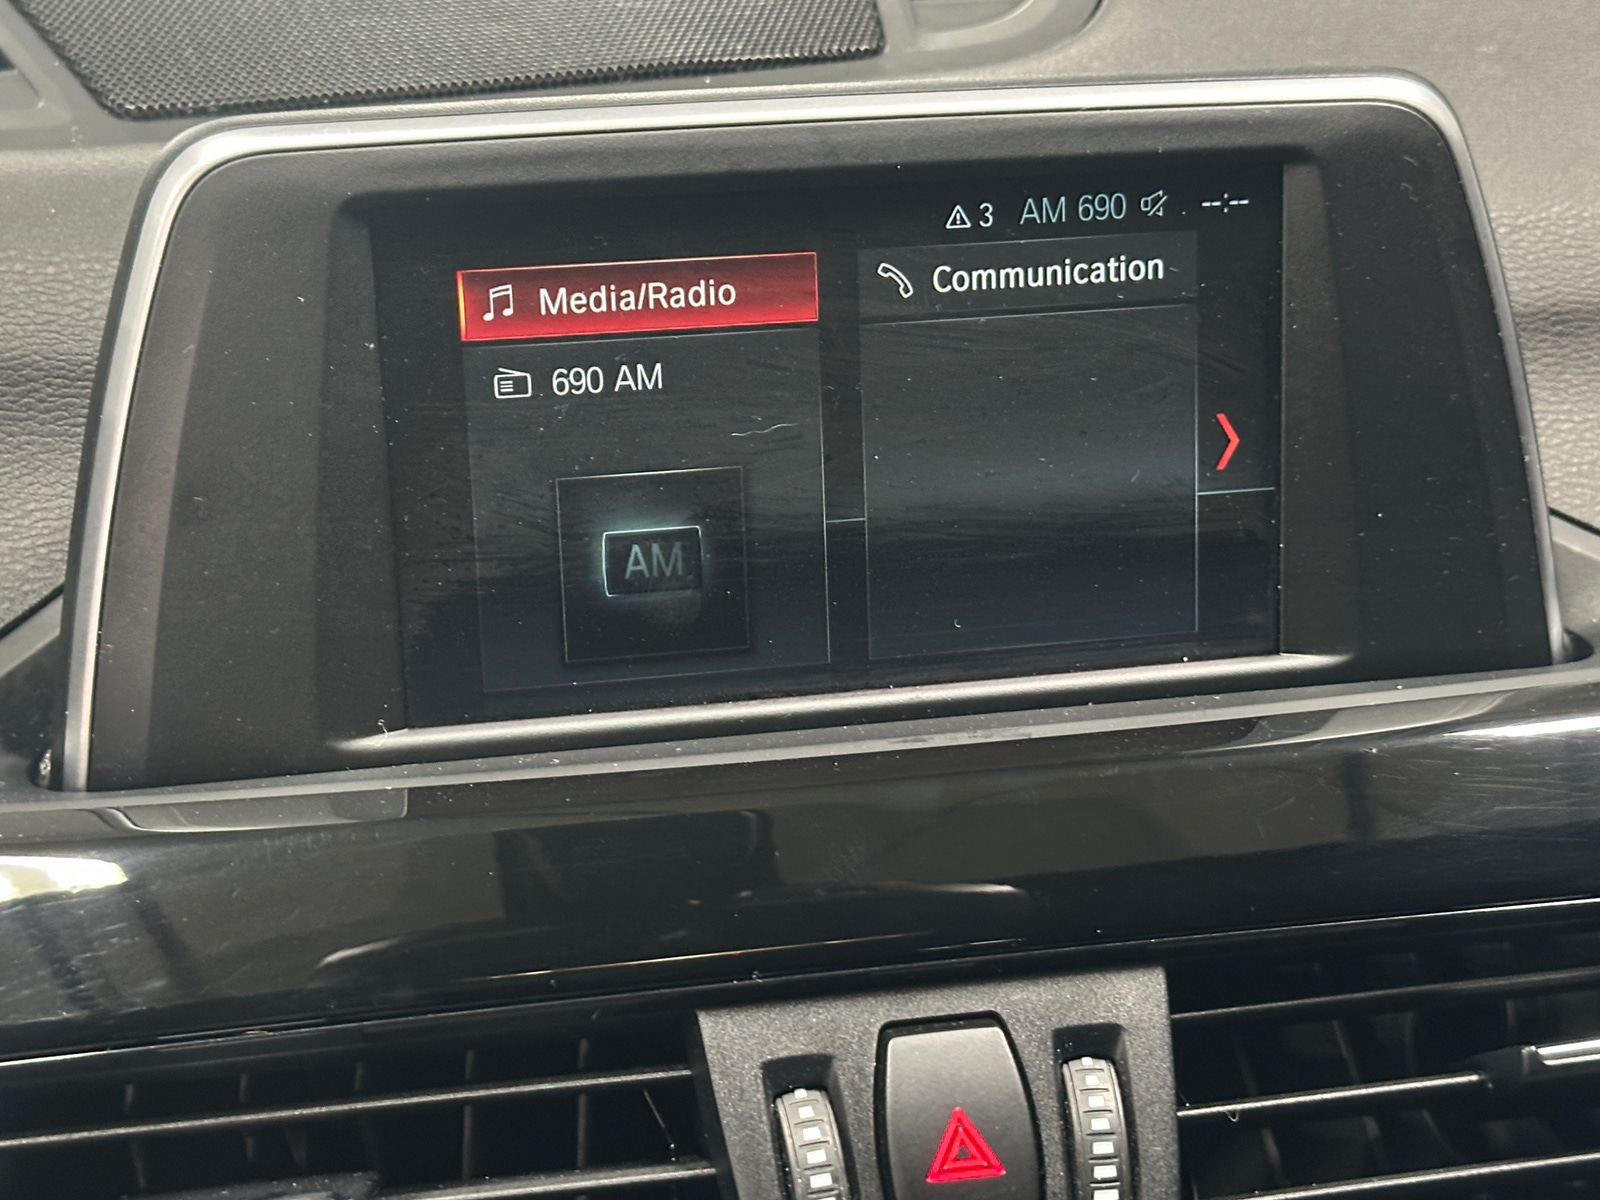 3 AM 690 --:--
Media/Radio
Communication
690 AM
AM